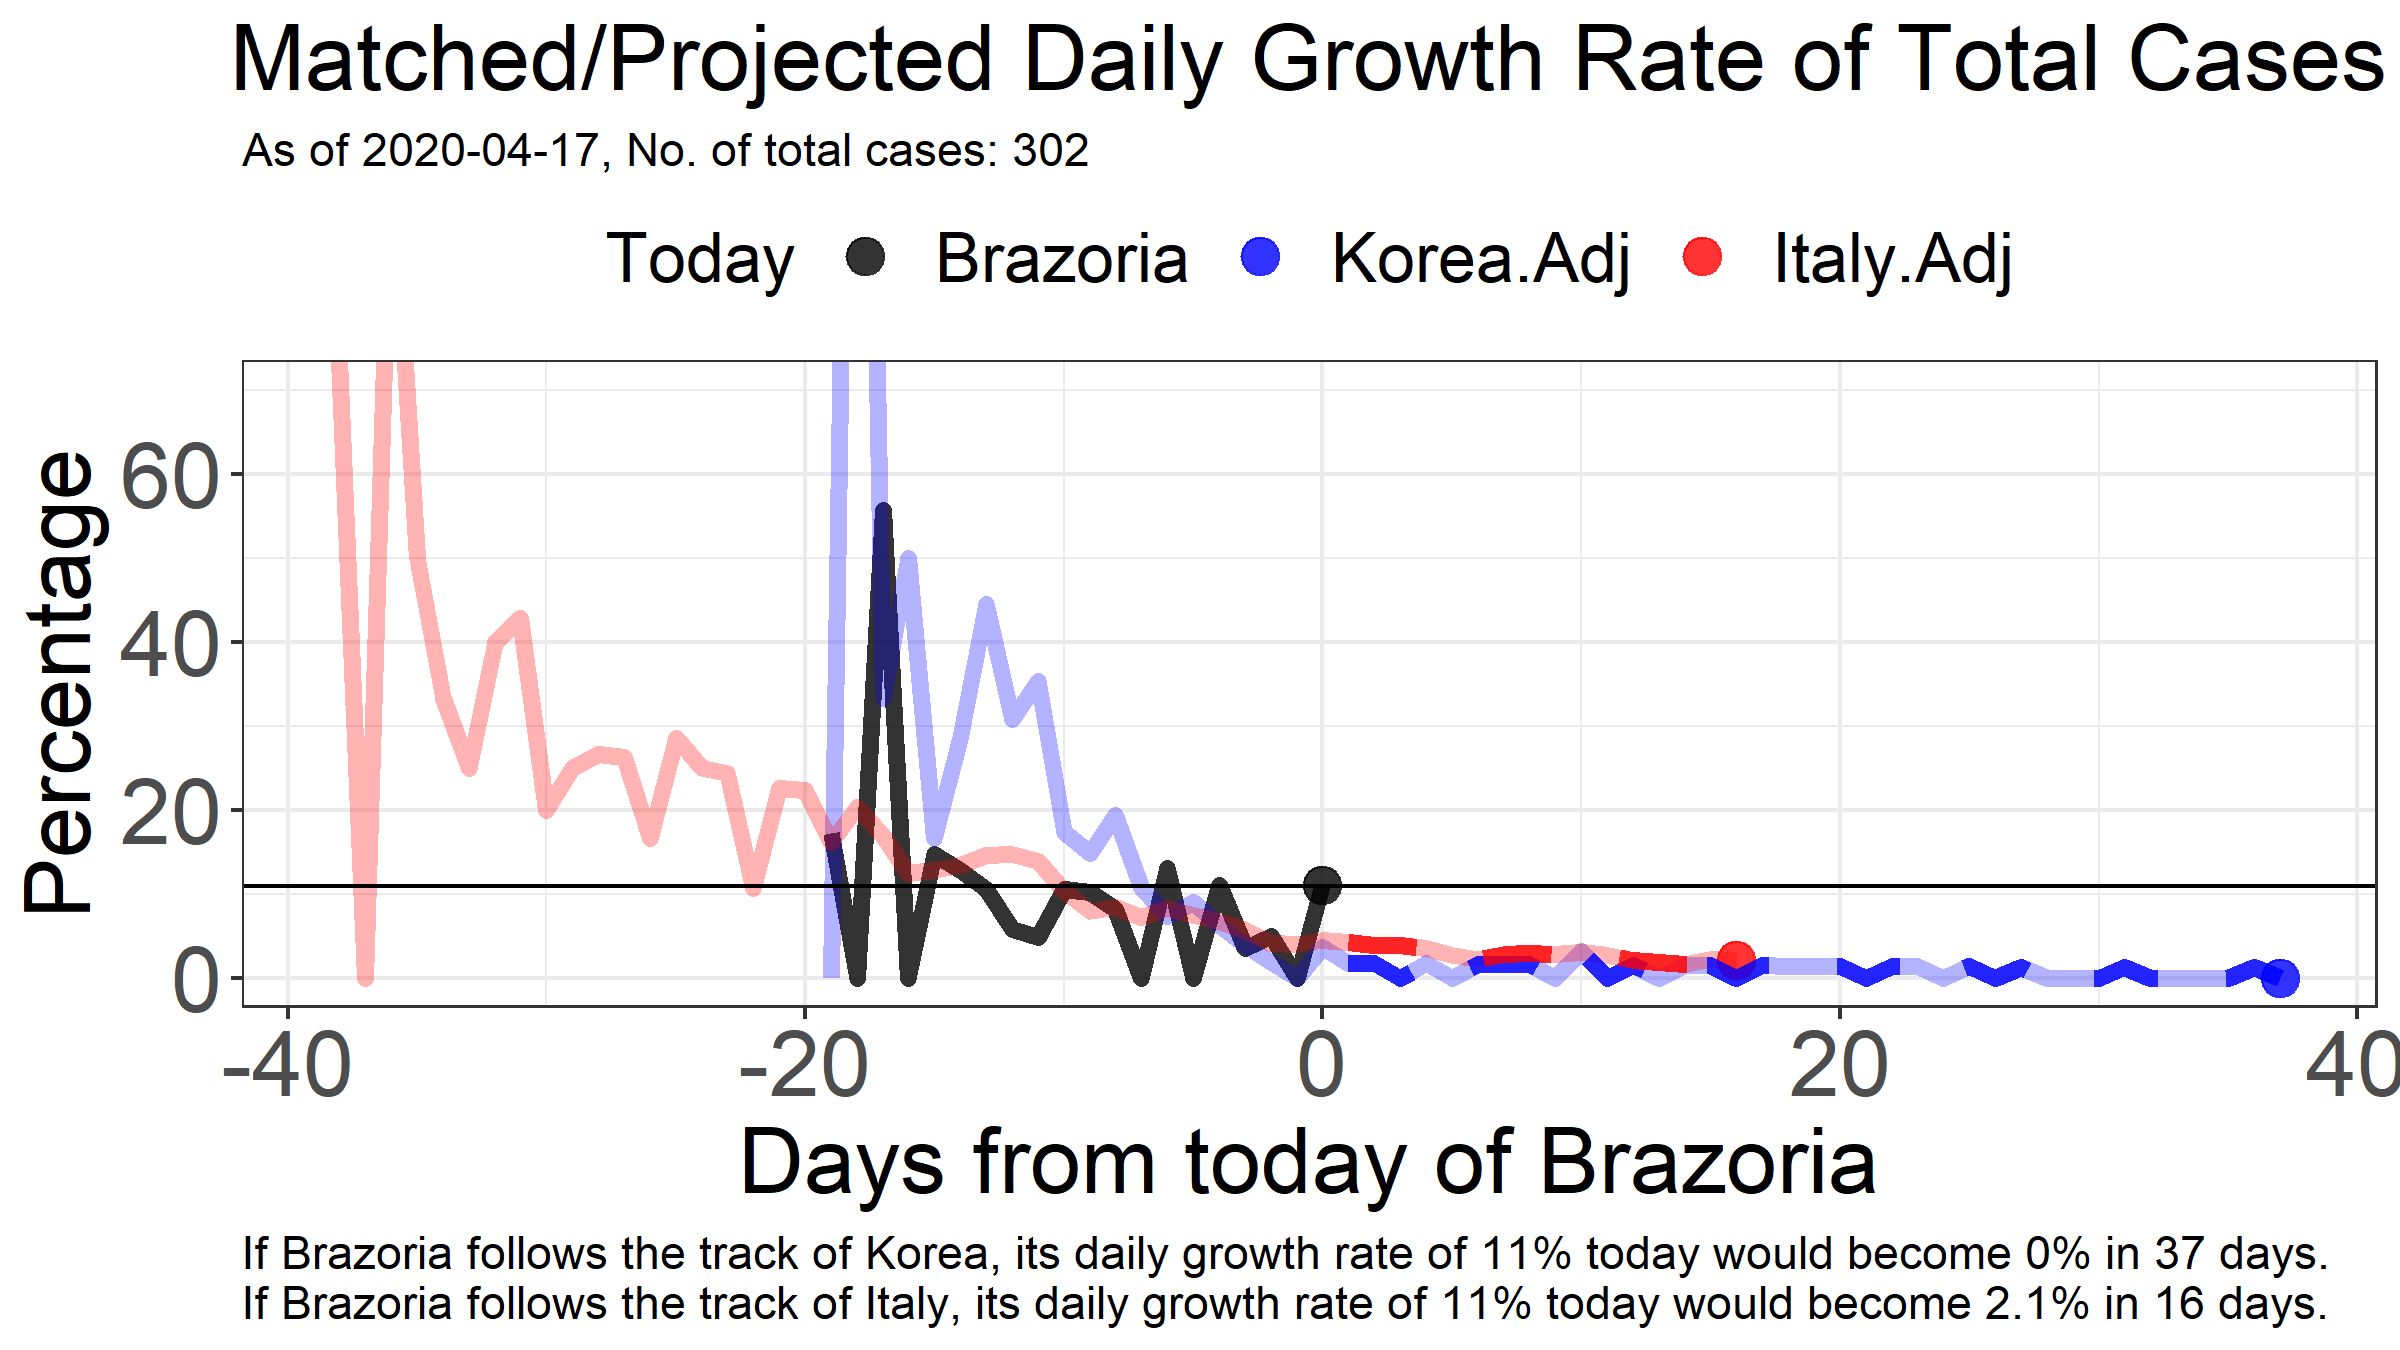 Matched/Projected Daily Growth Rate of Total Cases
As of 2020-04-17, No. of total cases: 302
Today Brazoria Korea.Adj Italy.Adj
Percentage
60
40
20
0
-40 -20 0 20 40
Days from today of Brazoria
If Brazoria follows the track of Korea, its daily growth rate of 11% today would become 0% in 37 days.
If Brazoria follows the track of Italy, its daily growth rate of 11% today would become 2.1% in 16 days.